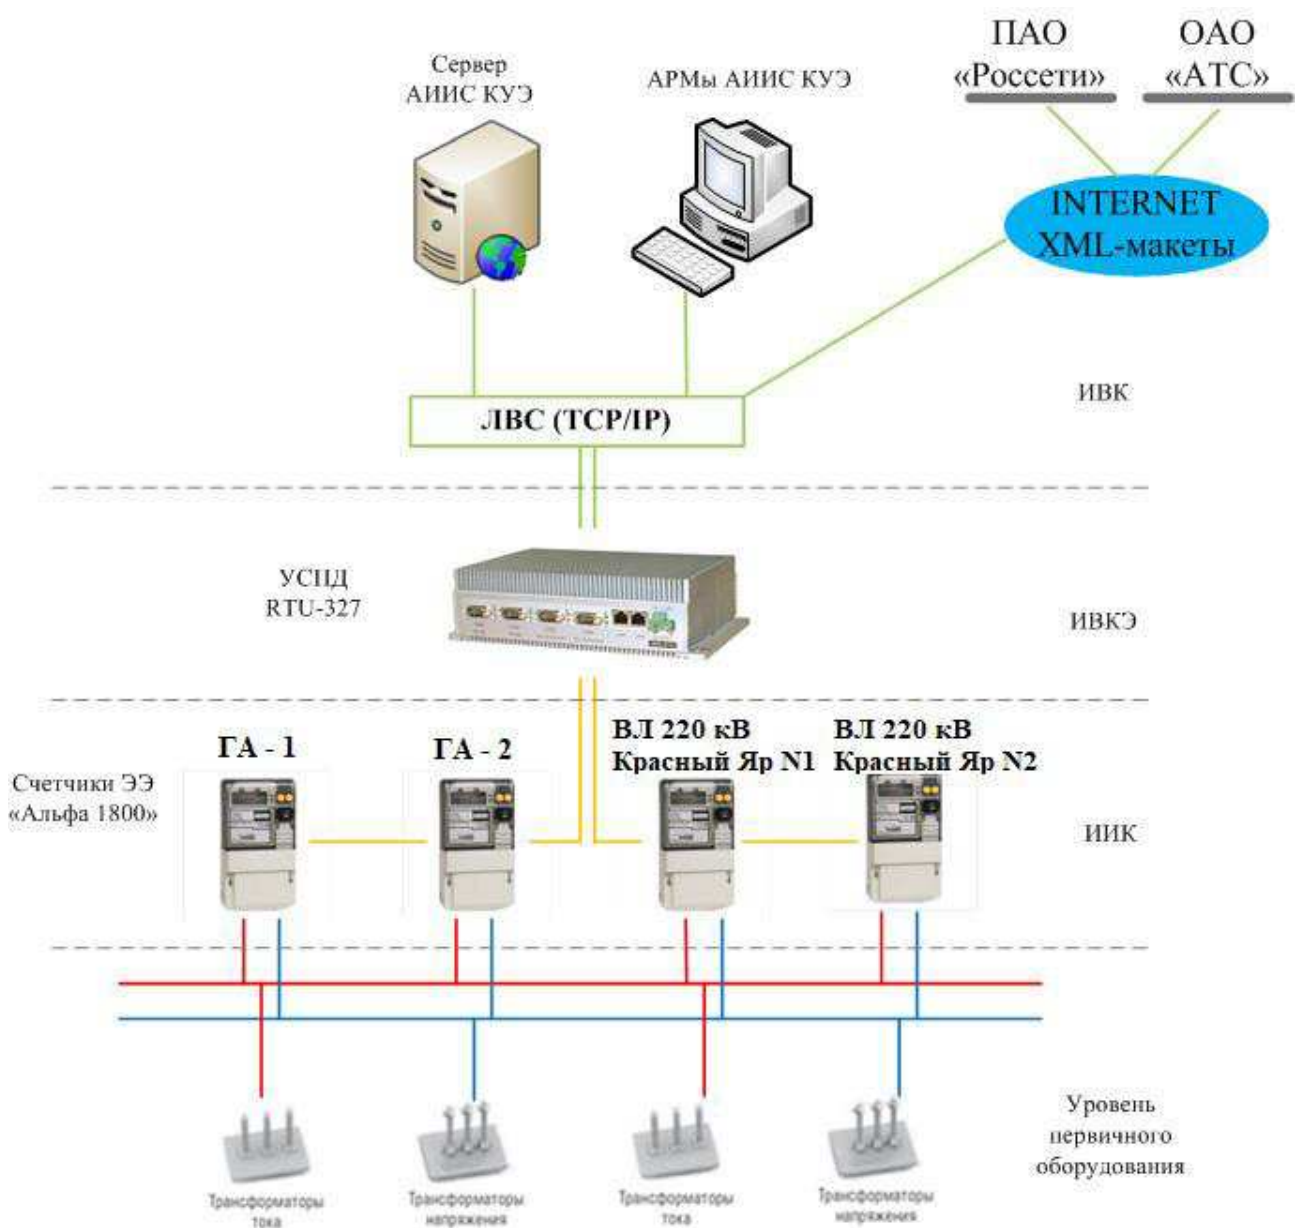 ПАО
«Россети»
ОАО
«АТС»
Сервер
АИИС КУЭ
АРМы АИИС КУЭ
INTERNET
XML-макеты
ИВК
ЛВС (TCP/IP)
УСПД
RTU-327
ИВКЭ
ГА - 1
ГА - 2
ВЛ 220 кВ
Красный Яр N1
ВЛ 220 кВ
Красный Яр N2
Счетчики ЭЭ
«Альфа 1800»
ИИК
Уровень
первичного
оборудования
Трансформаторы
тока
Трансформаторы
напряжения
Трансформаторы
тока
Трансформаторы
напряжения